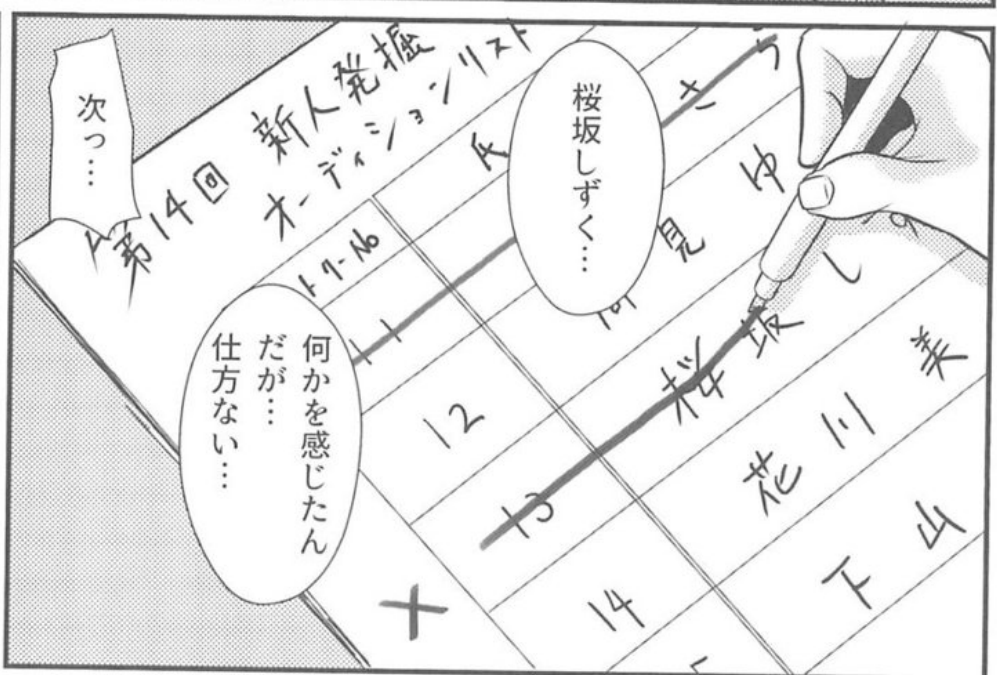 桜坂しずく…
何かを感じたん
だが…
仕方ない…
次っ…
第14回 新人発掘
オーディションリスト
エントリーNo
氏
11
さ
12
見 ゆ
13 桜 坂 し
14 花 川 美
下 山